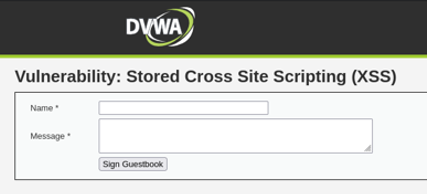 DVWA
Vulnerability: Stored Cross Site Scripting (XSS)
Name *
Message *
Sign Guestbook